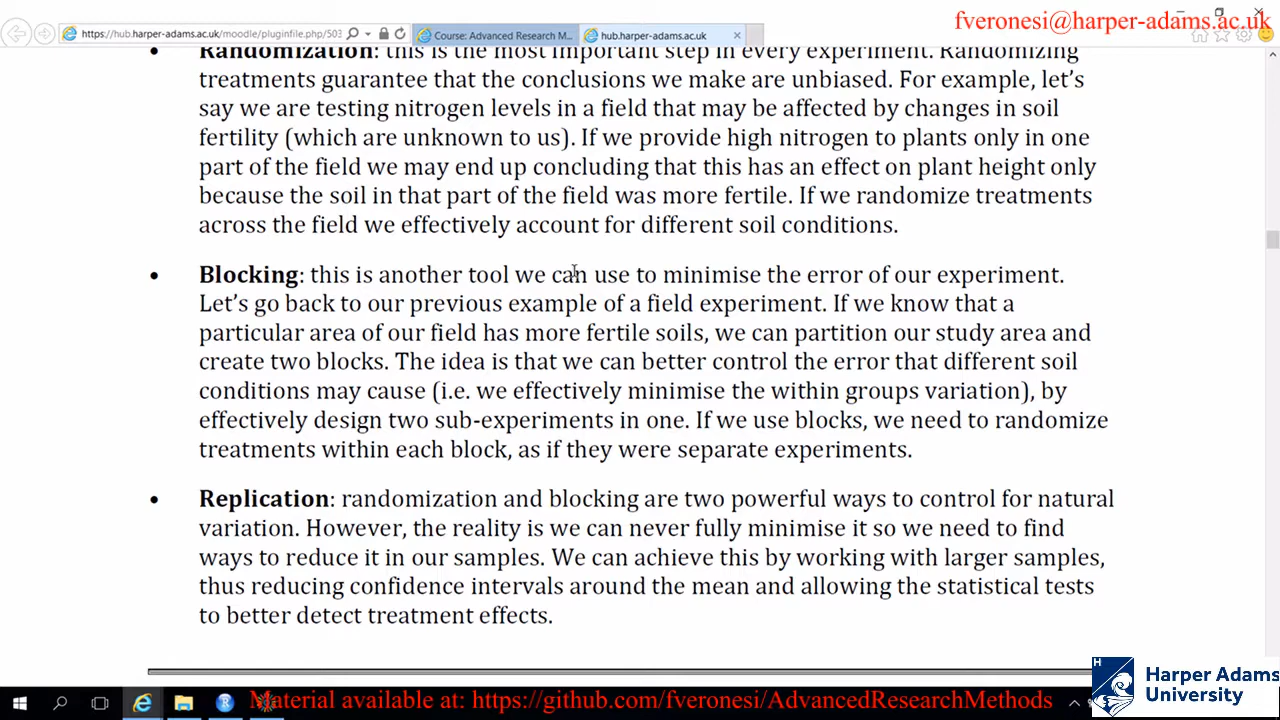 fveronesi@harper-adams.ac.uk
https://hub.harper-adams.ac.uk/moodle/pluginfile.php/503
Course: Advanced Research M...
hub.harper-adams.ac.uk
• Randomization: this is the most important step in every experiment. Randomizing
treatments guarantee that the conclusions we make are unbiased. For example, let’s
say we are testing nitrogen levels in a field that may be affected by changes in soil
fertility (which are unknown to us). If we provide high nitrogen to plants only in one
part of the field we may end up concluding that this has an effect on plant height only
because the soil in that part of the field was more fertile. If we randomize treatments
across the field we effectively account for different soil conditions.
• Blocking: this is another tool we can use to minimise the error of our experiment.
Let’s go back to our previous example of a field experiment. If we know that a
particular area of our field has more fertile soils, we can partition our study area and
create two blocks. The idea is that we can better control the error that different soil
conditions may cause (i.e. we effectively minimise the within groups variation), by
effectively design two sub-experiments in one. If we use blocks, we need to randomize
treatments within each block, as if they were separate experiments.
• Replication: randomization and blocking are two powerful ways to control for natural
variation. However, the reality is we can never fully minimise it so we need to find
ways to reduce it in our samples. We can achieve this by working with larger samples,
thus reducing confidence intervals around the mean and allowing the statistical tests
to better detect treatment effects.
Material available at: https://github.com/fveronesi/AdvancedResearchMethods
H
Harper Adams
University